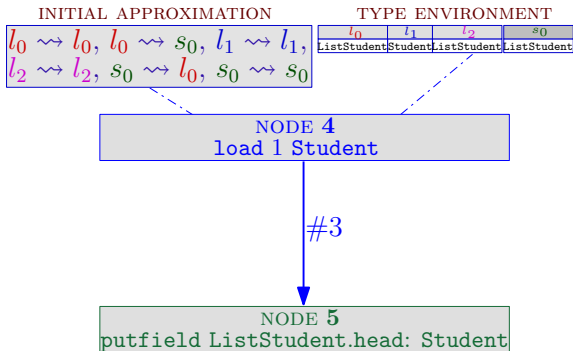 INITIAL APPROXIMATION
l₀ ⇝ l₀, l₀ ⇝ s₀, l₁ ⇝ l₁,
l₂ ⇝ l₂, s₀ ⇝ l₀, s₀ ⇝ s₀
TYPE ENVIRONMENT
l₀ l₁ l₂ s₀
ListStudent Student ListStudent ListStudent
NODE 4
load 1 Student
#3
NODE 5
putfield ListStudent.head: Student